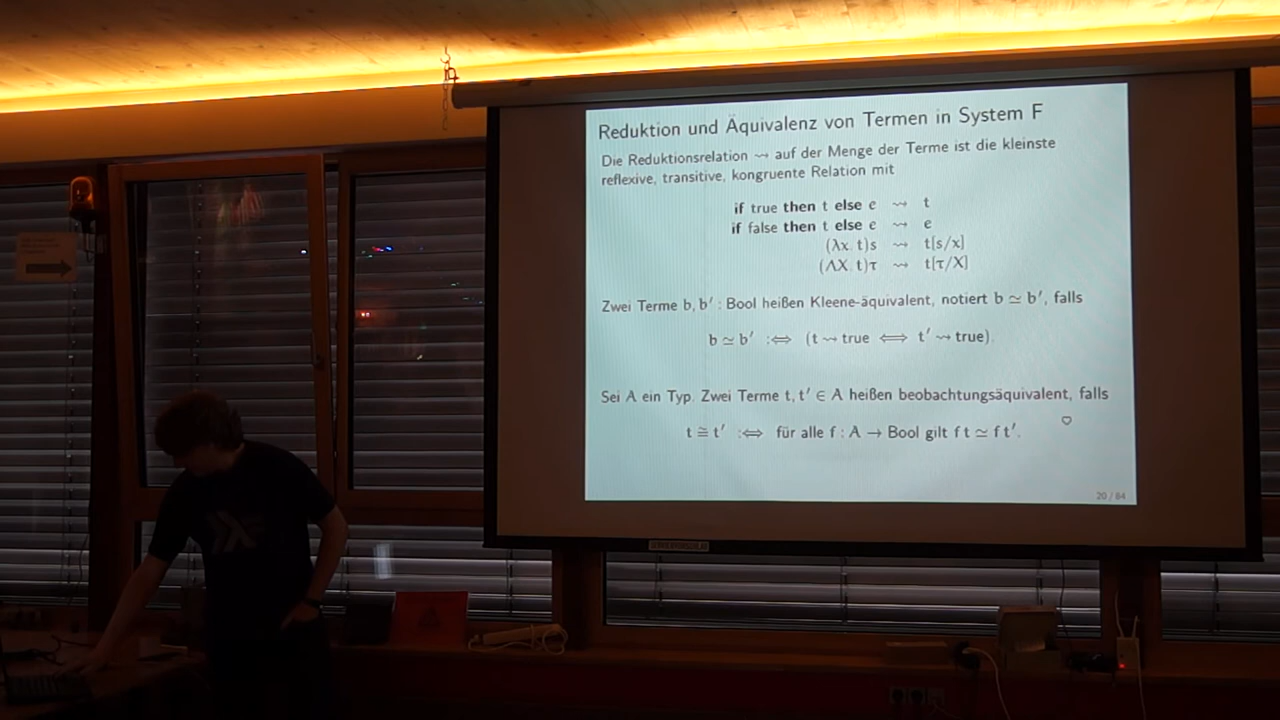 Reduktion und Äquivalenz von Termen in System F
Die Reduktionsrelation ⇝ auf der Menge der Terme ist die kleinste
reflexive, transitive, kongruente Relation mit
if true then t else e ⇝ t
if false then t else e ⇝ e
(λx. t)s ⇝ t[s/x]
(ΛX. t)τ ⇝ t[τ/X]
Zwei Terme b, b′ : Bool heißen Kleene-äquivalent, notiert b ≃ b′, falls
b ≃ b′ :⟺ (t ⇝ true ⟺ t′ ⇝ true).
Sei A ein Typ. Zwei Terme t, t′ ∈ A heißen beobachtungsäquivalent, falls
t ≅ t′ :⟺ für alle f : A → Bool gilt f t ≃ f t′.
20 / 64